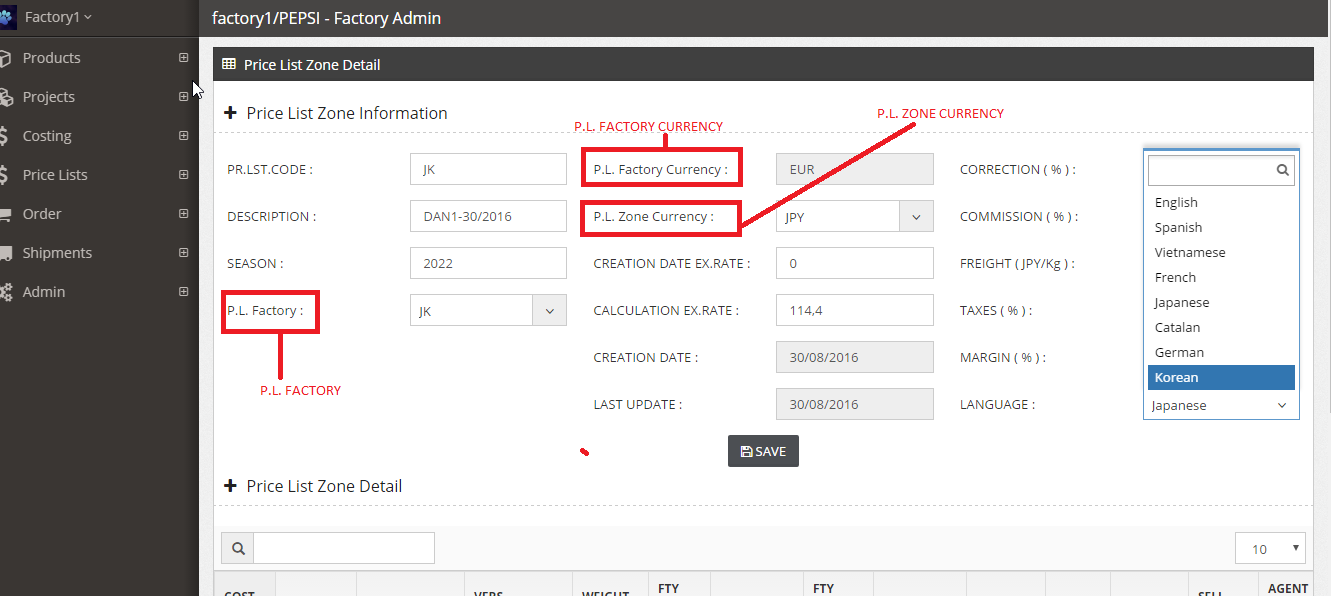 Factory1
factory1/PEPSI - Factory Admin
Products
Projects
Costing
Price Lists
Order
Shipments
Admin
Price List Zone Detail
Price List Zone Information
P.L. FACTORY CURRENCY
P.L. ZONE CURRENCY
PR.LST.CODE : JK P.L. Factory Currency : EUR CORRECTION ( % ) :
DESCRIPTION : DAN1-30/2016 P.L. Zone Currency : JPY COMMISSION ( % ) :
SEASON : 2022 CREATION DATE EX.RATE : 0 FREIGHT ( JPY/Kg ) :
P.L. Factory : JK CALCULATION EX.RATE : 114,4 TAXES ( % ) :
CREATION DATE : 30/08/2016 MARGIN ( % ) :
P.L. FACTORY
LAST UPDATE : 30/08/2016 LANGUAGE :
English
Spanish
Vietnamese
French
Japanese
Catalan
German
Korean
Japanese
SAVE
Price List Zone Detail
10
FTY FTY AGENT
COST VERS WEIGHT SELL